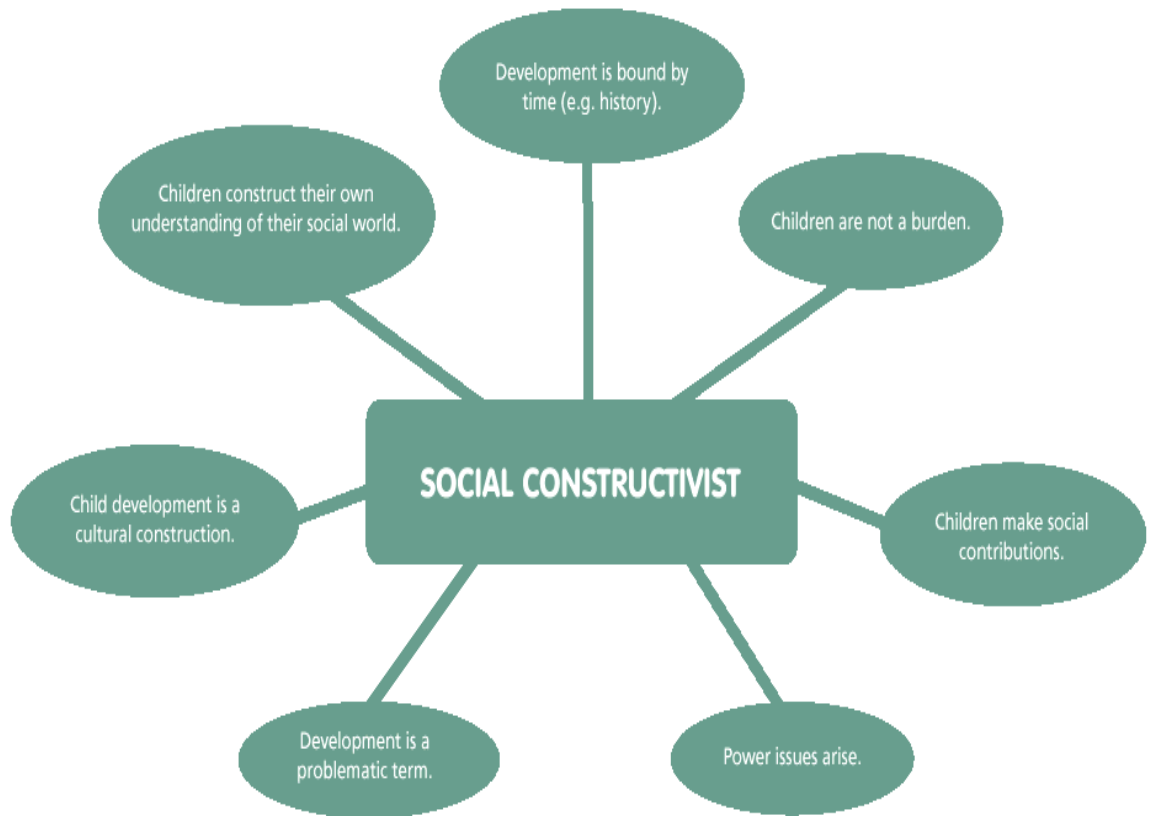 Development is bound by
time (e.g. history).
Children construct their own
understanding of their social world.
Children are not a burden.
SOCIAL CONSTRUCTIVIST
Child development is a
cultural construction.
Children make social
contributions.
Development is a
problematic term.
Power issues arise.